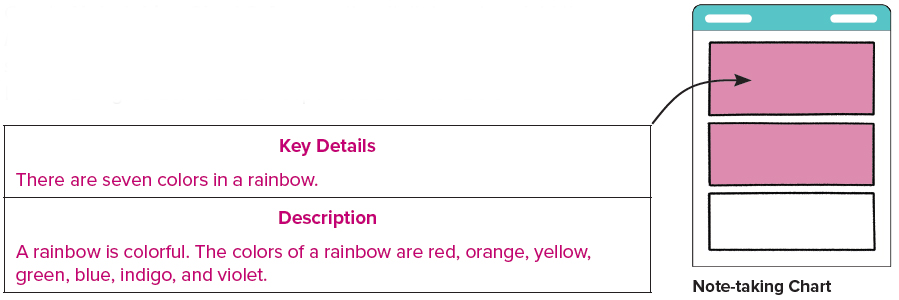 Key Details
There are seven colors in a rainbow.
Description
A rainbow is colorful. The colors of a rainbow are red, orange, yellow,
green, blue, indigo, and violet.
Note-taking Chart